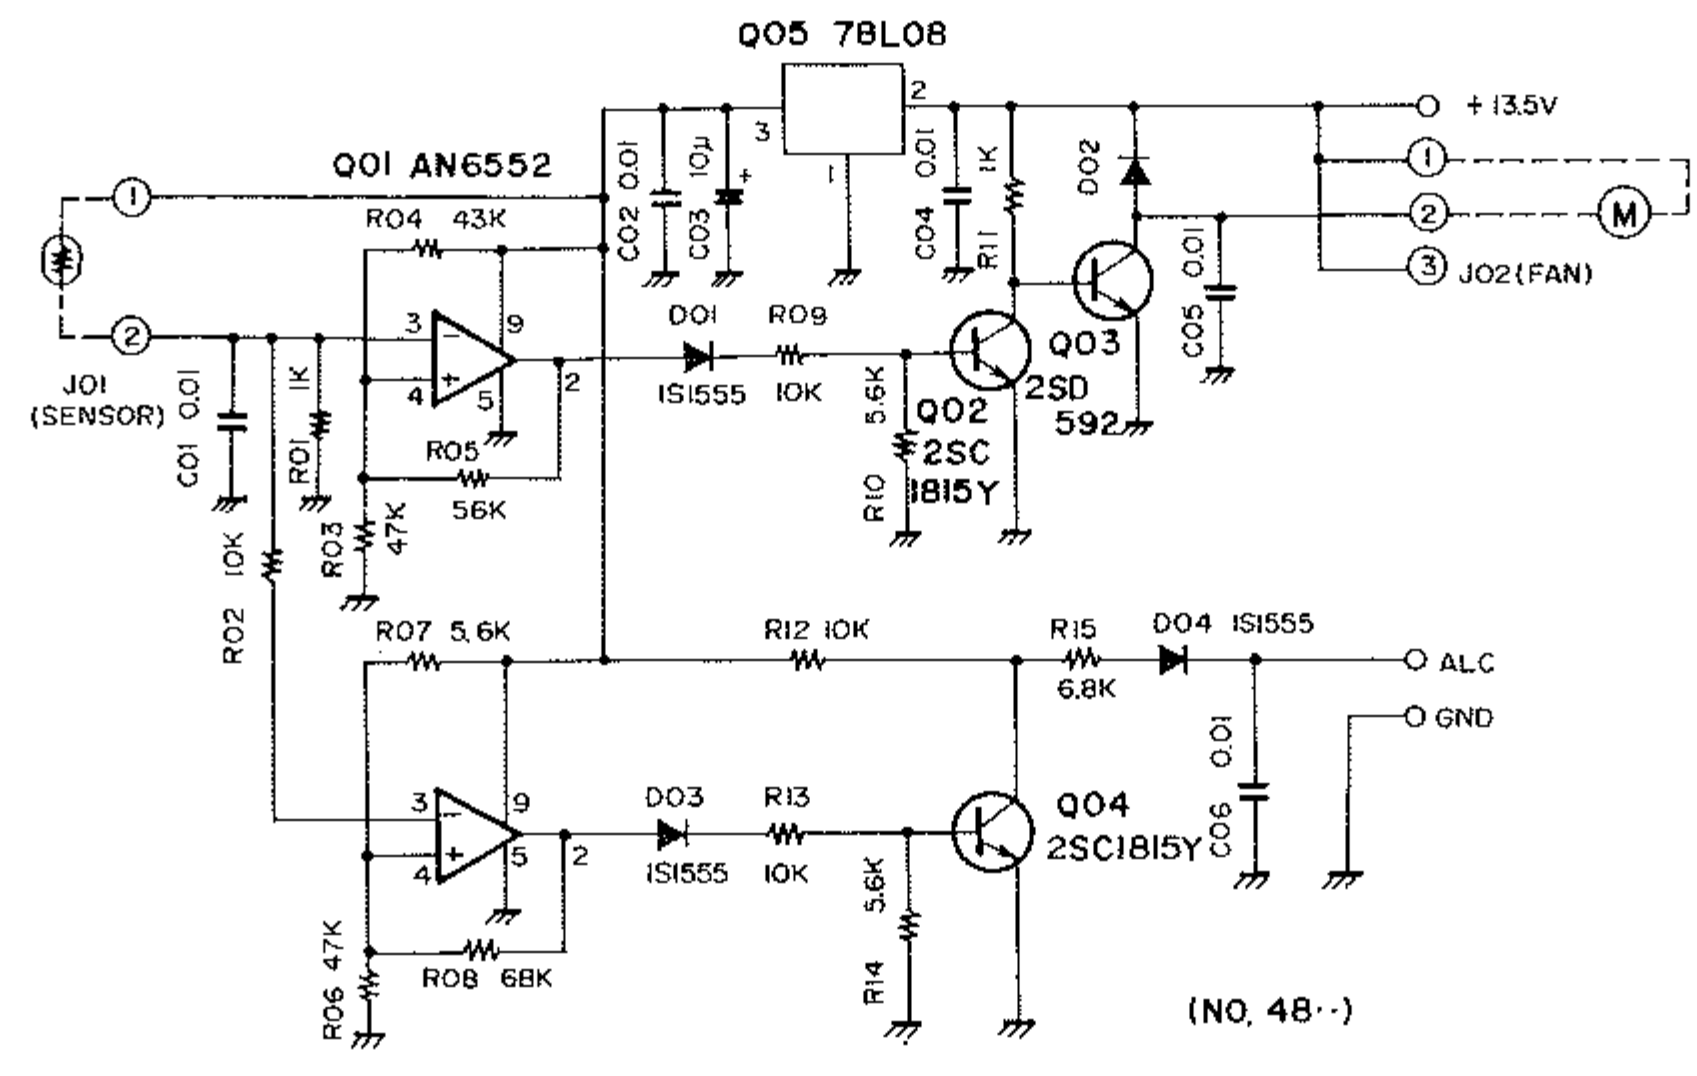 Q05 78L08
2
3
1
+13.5V
Q01 AN6552
1
R04 43K
C02 0.01
C03 10μ
+
C04 0.01
R11 1K
D02
1
2
M
3 J02(FAN)
C05 0.01
2
J01
(SENSOR)
C01 0.01
R01 1K
3
−
9
+
4
5
2
D01
1S1555
R09
10K
R10 5.6K
Q02
2SC
1815Y
Q03
2SD
592
R05
56K
R03 47K
R02 10K
R07 5.6K
R12 10K
R15
6.8K
D04 1S1555
ALC
GND
C06 0.01
3
−
9
+
4
5
2
D03
1S1555
R13
10K
Q04
2SC1815Y
R14 5.6K
R08 68K
R06 47K
(NO. 48··)